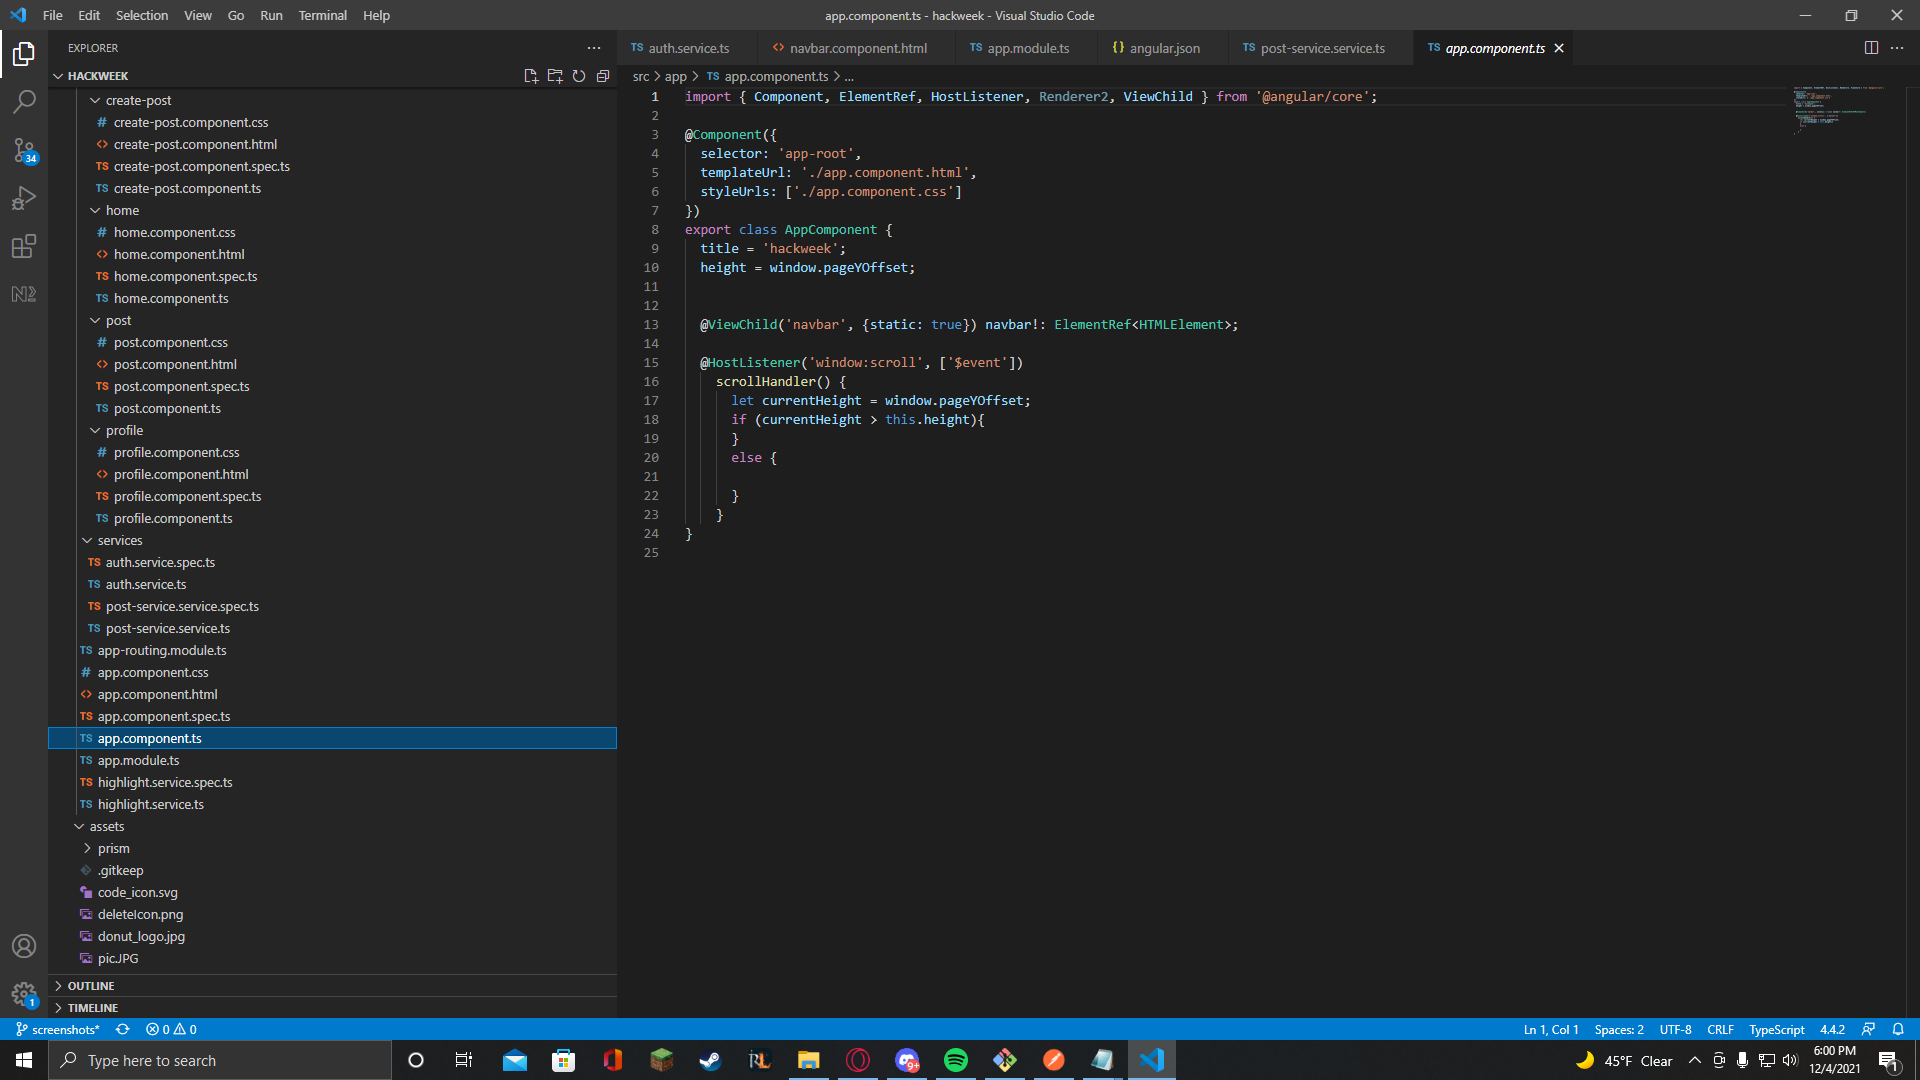 File Edit Selection View Go Run Terminal Help
app.component.ts - hackweek - Visual Studio Code
EXPLORER
HACKWEEK
create-post
create-post.component.css
create-post.component.html
create-post.component.spec.ts
create-post.component.ts
home
home.component.css
home.component.html
home.component.spec.ts
home.component.ts
post
post.component.css
post.component.html
post.component.spec.ts
post.component.ts
profile
profile.component.css
profile.component.html
profile.component.spec.ts
profile.component.ts
services
auth.service.spec.ts
auth.service.ts
post-service.service.spec.ts
post-service.service.ts
app-routing.module.ts
app.component.css
app.component.html
app.component.spec.ts
app.component.ts
app.module.ts
highlight.service.spec.ts
highlight.service.ts
assets
prism
.gitkeep
code_icon.svg
deleteIcon.png
donut_logo.jpg
pic.JPG
OUTLINE
TIMELINE
34
1
TS auth.service.ts <> navbar.component.html TS app.module.ts {} angular.json TS post-service.service.ts TS app.component.ts
src > app > TS app.component.ts > ...
1 import { Component, ElementRef, HostListener, Renderer2, ViewChild } from '@angular/core';
2
3 @Component({
4 selector: 'app-root',
5 templateUrl: './app.component.html',
6 styleUrls: ['./app.component.css']
7 })
8 export class AppComponent {
9 title = 'hackweek';
10 height = window.pageYOffset;
11
12
13 @ViewChild('navbar', {static: true}) navbar!: ElementRef<HTMLElement>;
14
15 @HostListener('window:scroll', ['$event'])
16 scrollHandler() {
17 let currentHeight = window.pageYOffset;
18 if (currentHeight > this.height){
19 }
20 else {
21
22 }
23 }
24 }
25
screenshots* 0 0
Ln 1, Col 1 Spaces: 2 UTF-8 CRLF TypeScript 4.4.2
Type here to search
RL
9+
45°F Clear
6:00 PM
12/4/2021
1